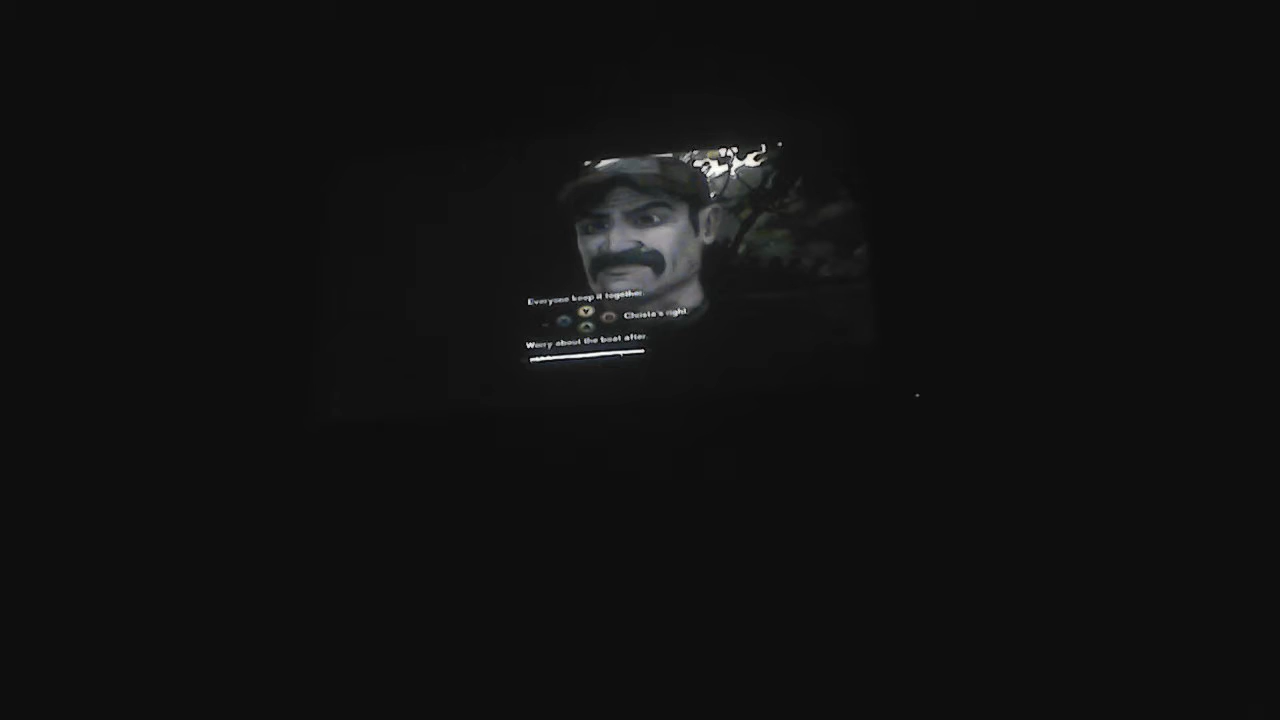 Everyone keep it together.
Y
... Christa's right.
A
Worry about the boat after.